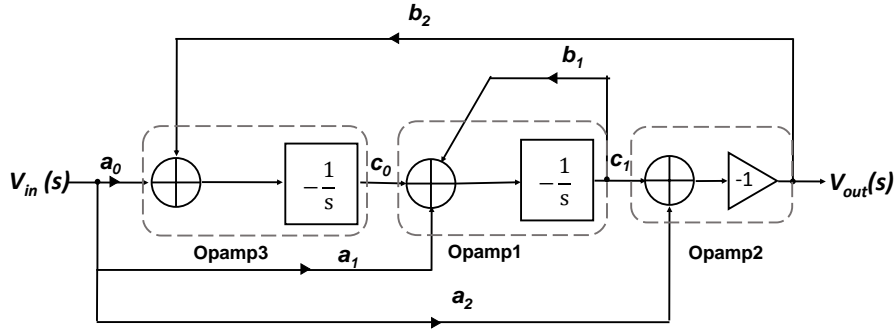 b2
b1
Vin (s)
a0
-1/s
c0
-1/s
c1
-1
Vout(s)
Opamp3
Opamp1
Opamp2
a1
a2